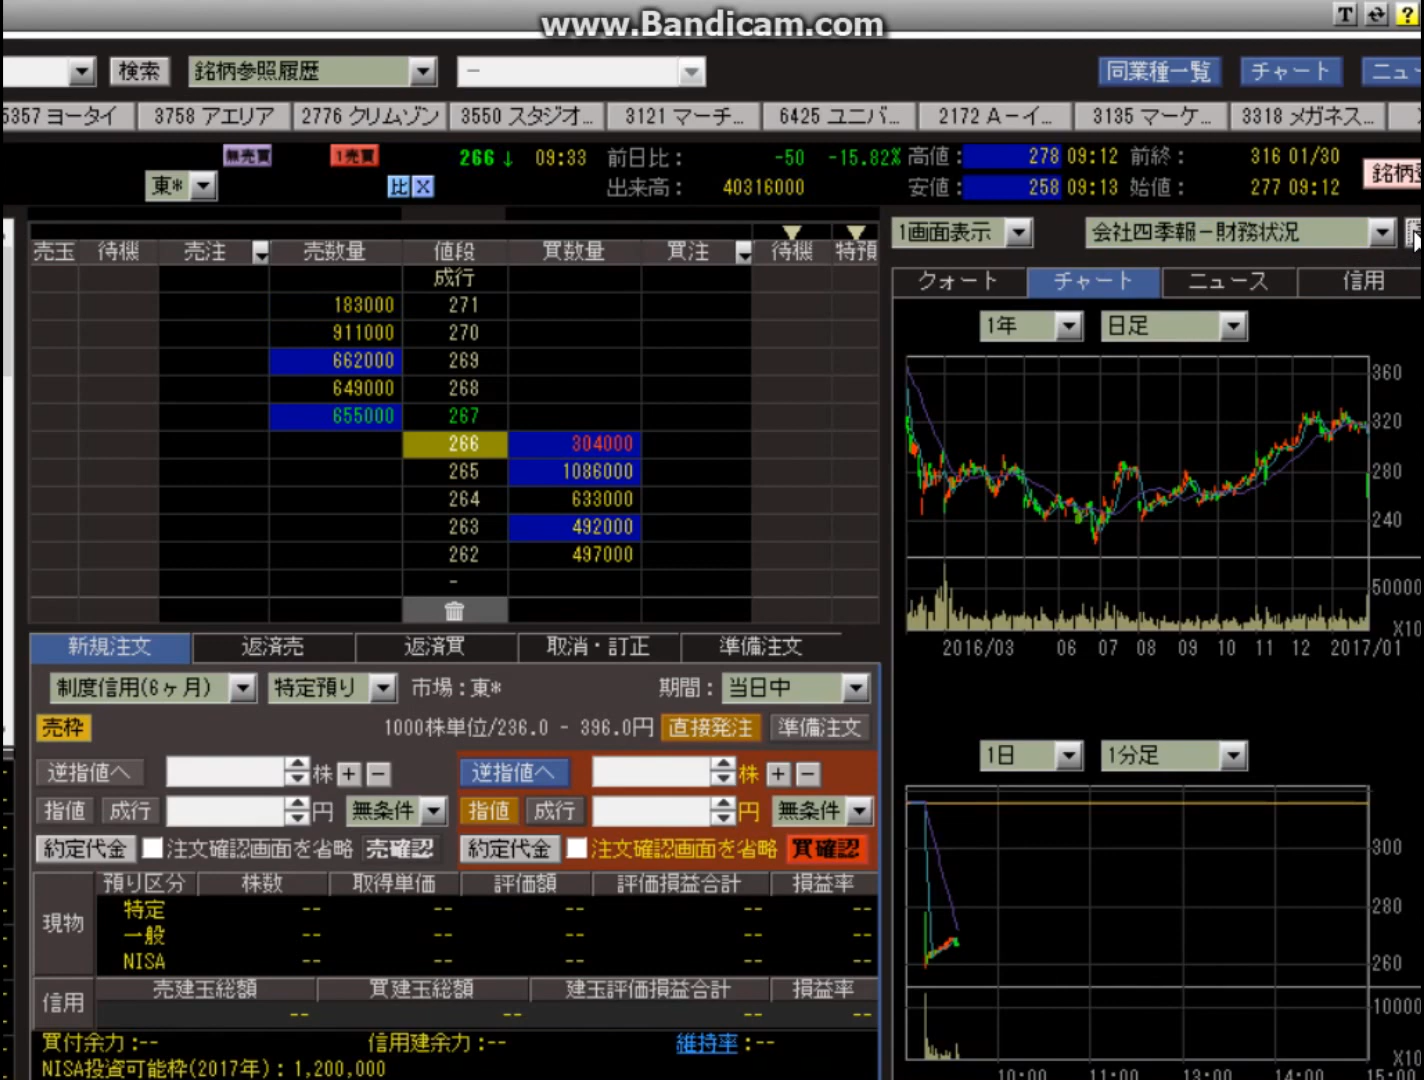 www.Bandicam.com
T ?
検索 銘柄参照履歴 － 同業種一覧 チャート ニュー
5357 ヨータイ 3758 アエリア 2776 クリムゾン 3550 スタジオ… 3121 マーチ… 6425 ユニバ… 2172 A－イ… 3135 マーケ… 3318 メガネス…
無売買 1売買 266 ↓ 09:33 前日比： -50 -15.82% 高値： 278 09:12 前終： 316 01/30
東* 比 X 出来高： 40316000 安値： 258 09:13 始値： 277 09:12 銘柄
1画面表示 会社四季報－財務状況
売玉 待機 売注 売数量 値段 買数量 買注 待機 特預
クォート チャート ニュース 信用
成行
183000 271
911000 270
662000 269
649000 268
655000 267
266 304000
265 1086000
264 633000
263 492000
262 497000
-
1年 日足
360
320
280
240
50000
X10
2016/03 06 07 08 09 10 11 12 2017/01
新規注文 返済売 返済買 取消・訂正 準備注文
制度信用(6ヶ月) 特定預り 市場：東* 期間： 当日中
売枠 1000株単位/236.0 - 396.0円 直接発注 準備注文
逆指値へ 株 + － 逆指値へ 株 + －
指値 成行 円 無条件 指値 成行 円 無条件
約定代金 注文確認画面を省略 売確認 約定代金 注文確認画面を省略 買確認
預り区分 株数 取得単価 評価額 評価損益合計 損益率
現物
特定 -- -- -- -- --
一般 -- -- -- -- --
NISA -- -- -- -- --
信用 売建玉総額 買建玉総額 建玉評価損益合計 損益率
-- -- -- --
買付余力：-- 信用建余力：-- 維持率：--
NISA投資可能枠(2017年)：1,200,000
1日 1分足
300
280
260
10000
X10
10:00 11:00 13:00 14:00 15:00